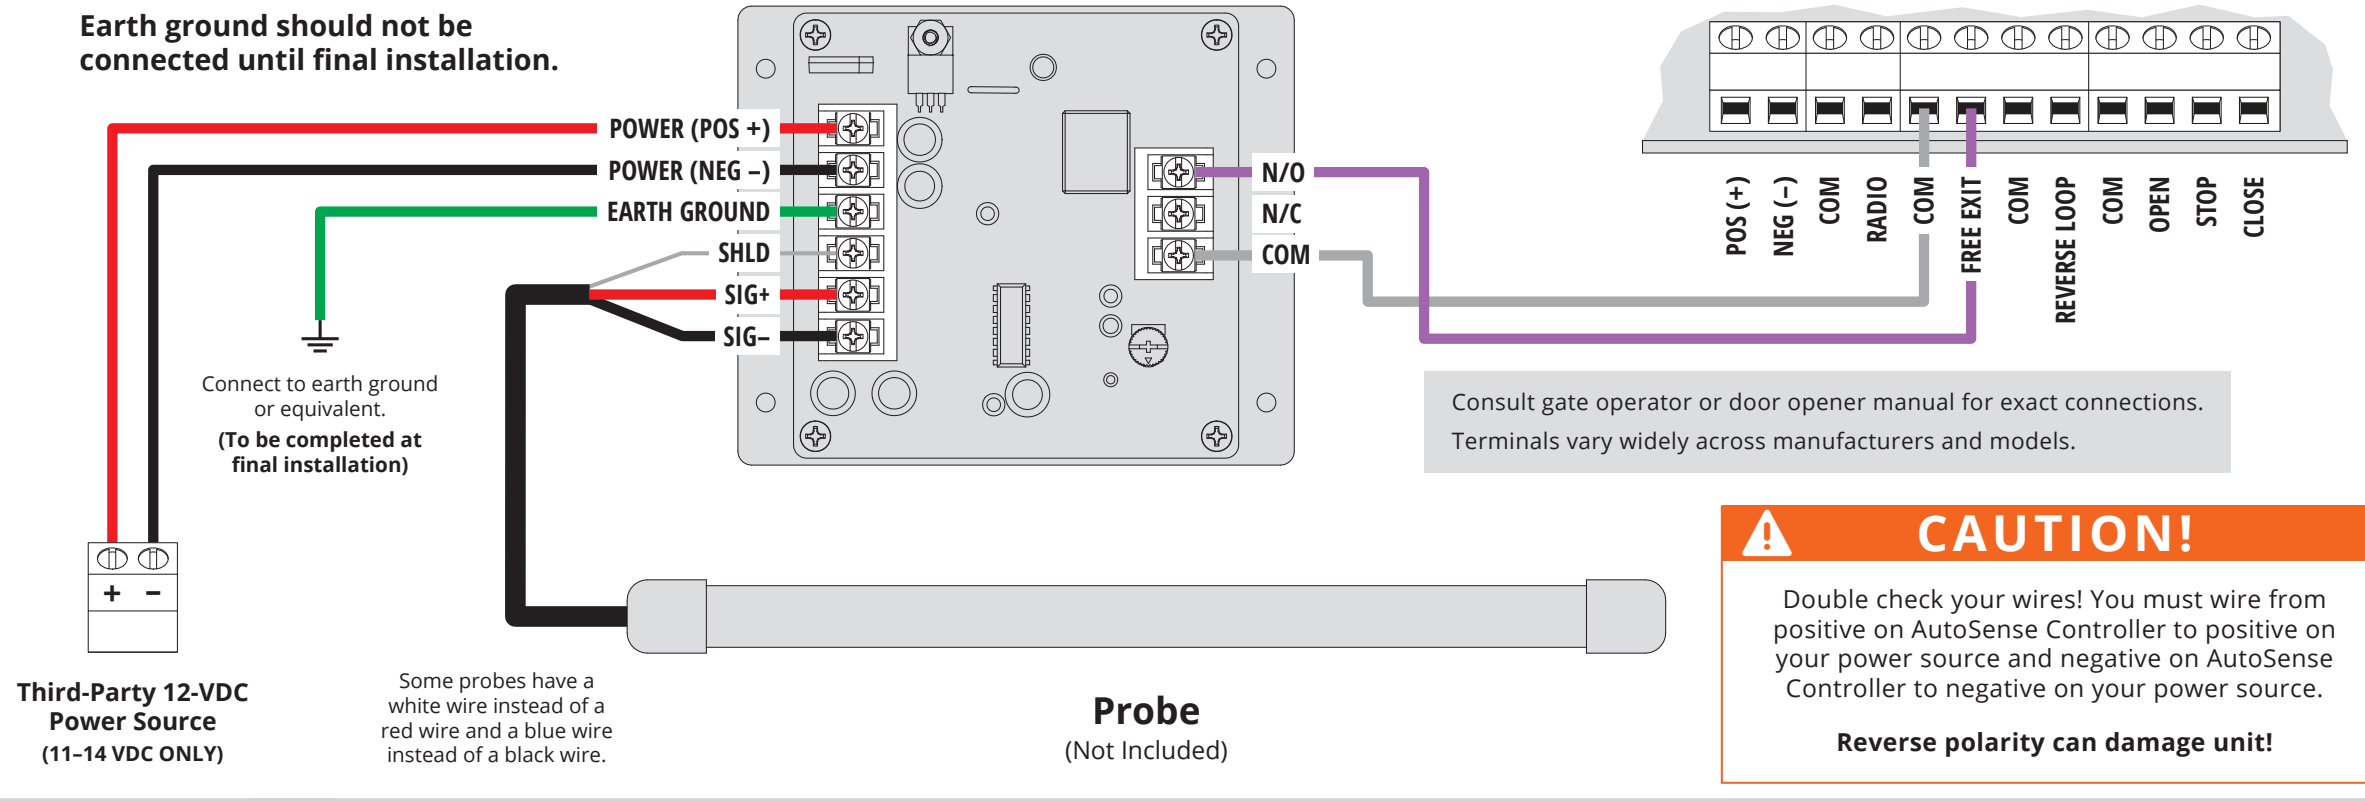 Earth ground should not be
connected until final installation.
POWER (POS +)
POWER (NEG –)
EARTH GROUND
SHLD
SIG+
SIG–
N/O
N/C
COM
POS (+)
NEG (–)
COM
RADIO
COM
FREE EXIT
COM
REVERSE LOOP
COM
OPEN
STOP
CLOSE
Connect to earth ground
or equivalent.
(To be completed at
final installation)
Consult gate operator or door opener manual for exact connections.
Terminals vary widely across manufacturers and models.
+ –
Third-Party 12-VDC
Power Source
(11–14 VDC ONLY)
Some probes have a
white wire instead of a
red wire and a blue wire
instead of a black wire.
Probe
(Not Included)
CAUTION!
Double check your wires! You must wire from
positive on AutoSense Controller to positive on
your power source and negative on AutoSense
Controller to negative on your power source.
Reverse polarity can damage unit!